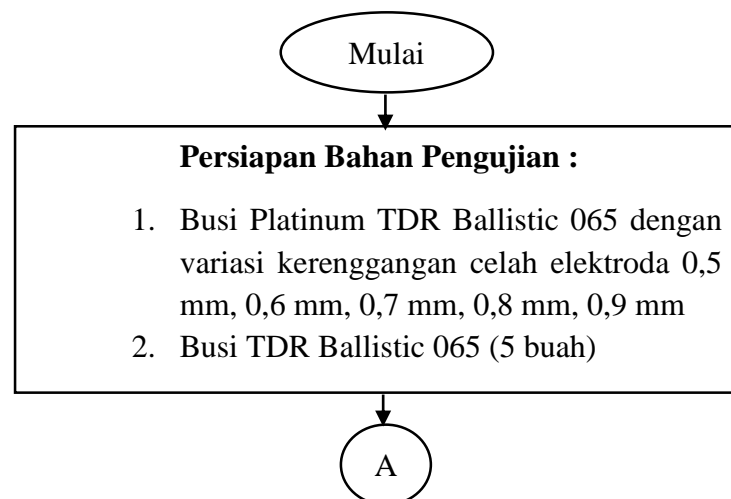 Mulai
Persiapan Bahan Pengujian :
1. Busi Platinum TDR Ballistic 065 dengan
variasi kerenggangan celah elektroda 0,5
mm, 0,6 mm, 0,7 mm, 0,8 mm, 0,9 mm
2. Busi TDR Ballistic 065 (5 buah)
A